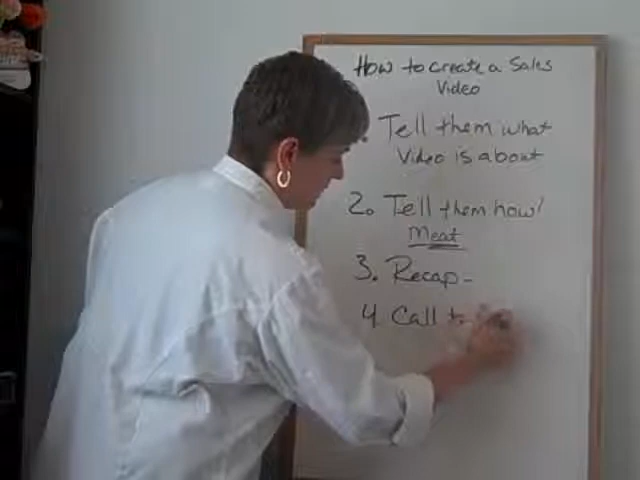 How to create a Sales
Video
Tell them what
Video is about
2. Tell them how!
Meat
3. Recap-
4 Call to